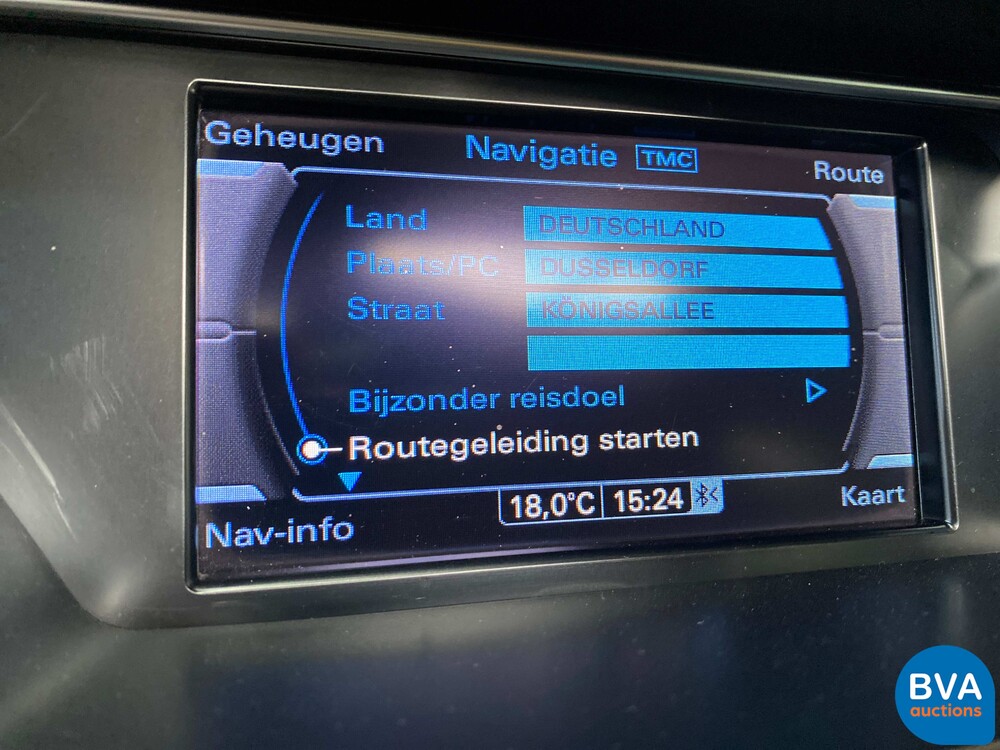 Geheugen
Navigatie TMC
Route
Land DEUTSCHLAND
Plaats/PC DUSSELDORF
Straat KÖNIGSALLEE
Bijzonder reisdoel
Routegeleiding starten
18,0°C 15:24
Nav-info
Kaart
BVA
auctions